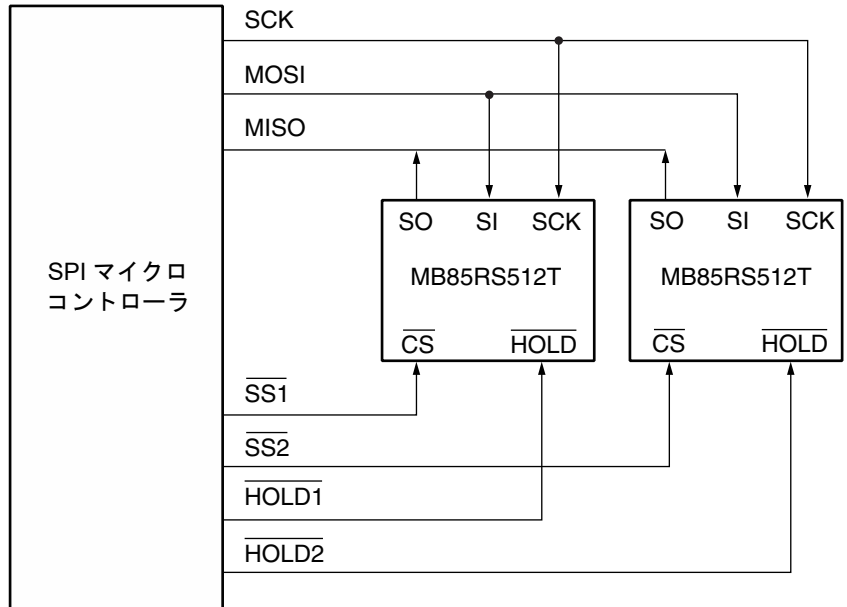 SCK
MOSI
MISO
SO SI SCK
MB85RS512T
CS HOLD
SO SI SCK
MB85RS512T
CS HOLD
SPI マイクロ
コントローラ
SS1
SS2
HOLD1
HOLD2